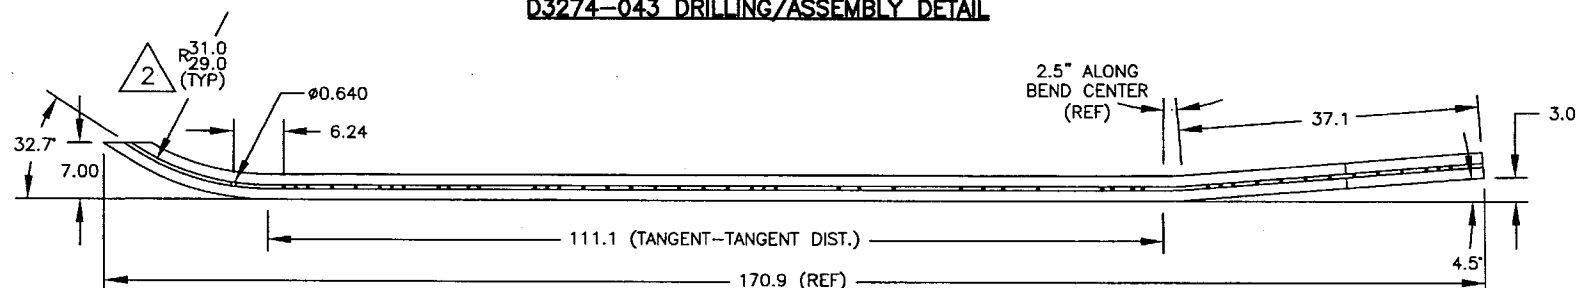 D3274-043 DRILLING/ASSEMBLY DETAIL
2
R31.0
29.0
(TYP)
ø0.640
6.24
2.5" ALONG
BEND CENTER
(REF)
37.1
3.0
32.7°
7.00
111.1 (TANGENT-TANGENT DIST.)
4.5°
170.9 (REF)